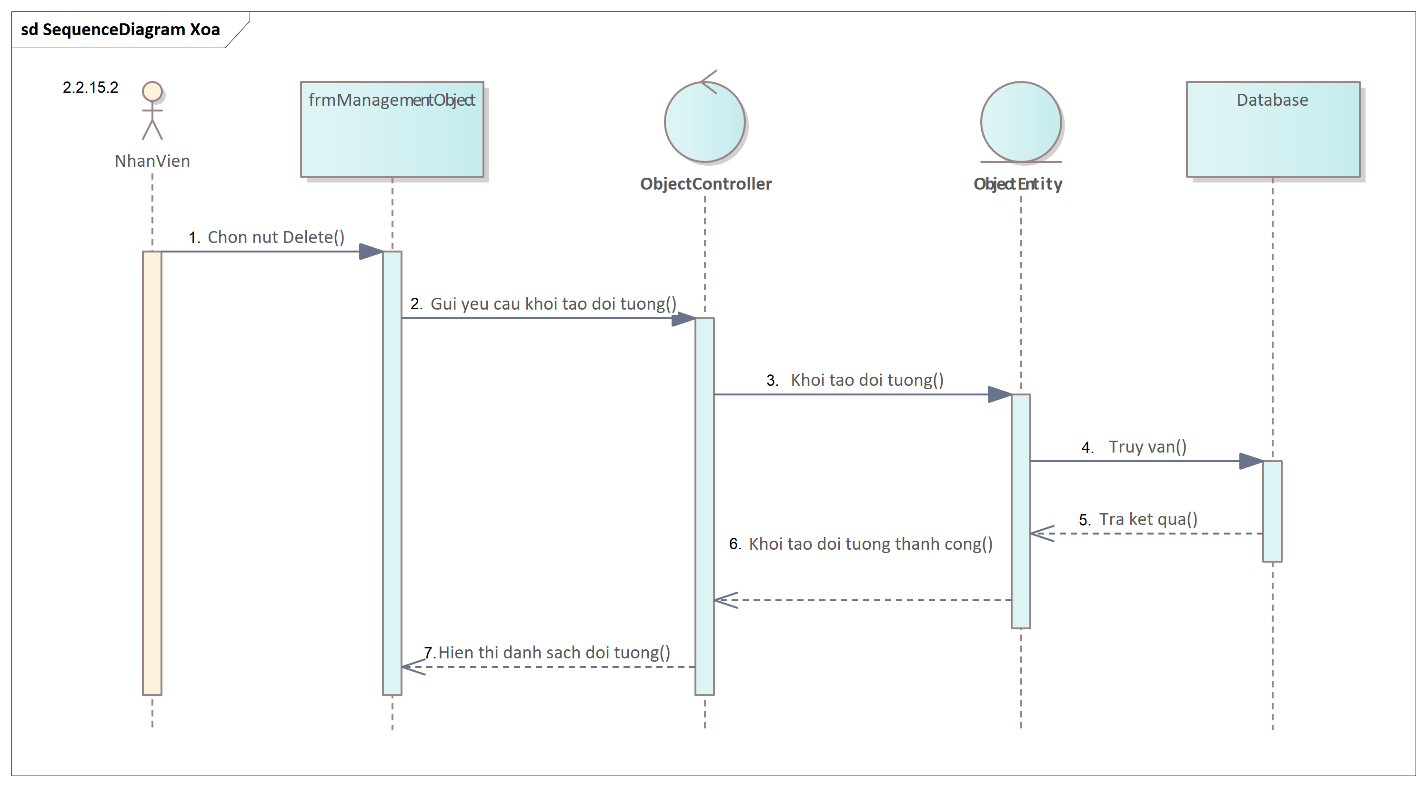 sd SequenceDiagram Xoa
2.2.15.2
NhanVien
frmManagementObject
ObjectController
ObjectEntity
Database
1. Chon nut Delete()
2. Gui yeu cau khoi tao doi tuong()
3. Khoi tao doi tuong()
4. Truy van()
5. Tra ket qua()
6. Khoi tao doi tuong thanh cong()
7. Hien thi danh sach doi tuong()